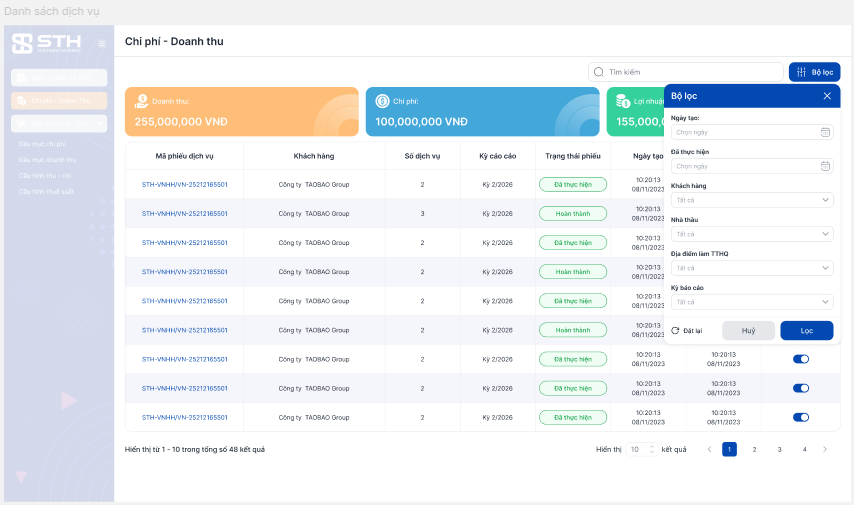 Danh sách dịch vụ
STH
Chi phí - Doanh thu
Đầu mục chi phí
Đầu mục doanh thu
Cấu hình thu - chi
Cấu hình thuế suất
Chi phí - Doanh thu
Tìm kiếm
Bộ lọc
Doanh thu:
255,000,000 VNĐ
Chi phí:
100,000,000 VNĐ
Lợi nhuậ
155,000,
Mã phiếu dịch vụ Khách hàng Số dịch vụ Kỳ cáo cáo Trạng thái phiếu Ngày tạo
STH-VNHH/VN-25212165501 Công ty TAOBAO Group 2 Kỳ 2/2026 Đã thực hiện 10:20:13
08/11/2023
STH-VNHH/VN-25212165501 Công ty TAOBAO Group 3 Kỳ 2/2026 Hoàn thành 10:20:13
08/11/2023
STH-VNHH/VN-25212165501 Công ty TAOBAO Group 2 Kỳ 2/2026 Đã thực hiện 10:20:13
08/11/2023
STH-VNHH/VN-25212165501 Công ty TAOBAO Group 2 Kỳ 2/2026 Hoàn thành 10:20:13
08/11/2023
STH-VNHH/VN-25212165501 Công ty TAOBAO Group 2 Kỳ 2/2026 Đã thực hiện 10:20:13
08/11/2023
STH-VNHH/VN-25212165501 Công ty TAOBAO Group 2 Kỳ 2/2026 Hoàn thành 10:20:13
08/11/2023
STH-VNHH/VN-25212165501 Công ty TAOBAO Group 2 Kỳ 2/2026 Đã thực hiện 10:20:13 10:20:13
08/11/2023 08/11/2023
STH-VNHH/VN-25212165501 Công ty TAOBAO Group 2 Kỳ 2/2026 Đã thực hiện 10:20:13 10:20:13
08/11/2023 08/11/2023
STH-VNHH/VN-25212165501 Công ty TAOBAO Group 2 Kỳ 2/2026 Đã thực hiện 10:20:13 10:20:13
08/11/2023 08/11/2023
Hiển thị từ 1 - 10 trong tổng số 48 kết quả
Hiển thị 10 kết quả 1 2 3 4
Bộ lọc
Ngày tạo:
Chọn ngày
Đã thực hiện
Chọn ngày
Khách hàng
Tất cả
Nhà thầu
Tất cả
Địa điểm làm TTHQ
Tất cả
Kỳ báo cáo
Tất cả
Đặt lại Huỷ Lọc